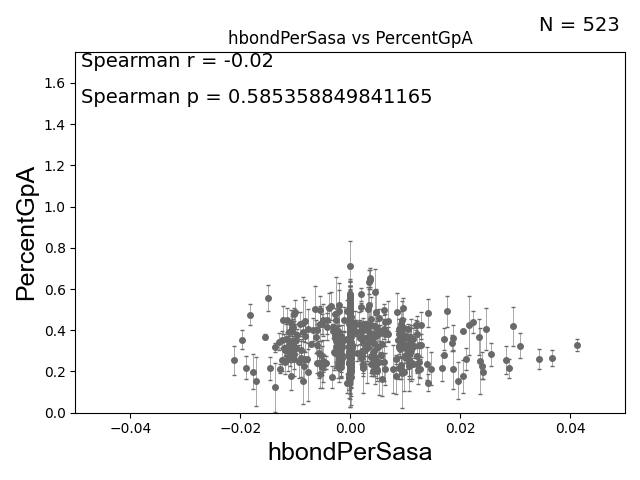 N = 523
hbondPerSasa vs PercentGpA
Spearman r = -0.02
Spearman p = 0.585358849841165
1.6
1.4
1.2
1.0
0.8
0.6
0.4
0.2
0.0
PercentGpA
−0.04
−0.02
0.00
0.02
0.04
hbondPerSasa